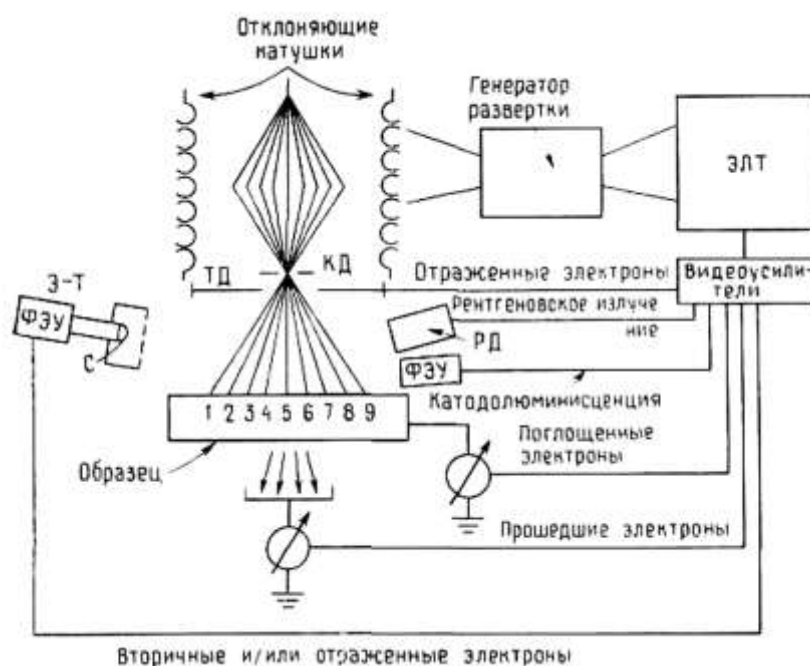 Отклоняющие
катушки
Генератор
развертки
ЭЛТ
ТД
КД
Отраженные электроны
Видеоусили-
тели
Э-Т
ФЭУ
С
Рентгеновское излуче
ние
РД
ФЭУ
Катодолюминисценция
1 2 3 4 5 6 7 8 9
Образец
Поглощенные
электроны
Прошедшие электроны
Вторичные и/или отраженные электроны